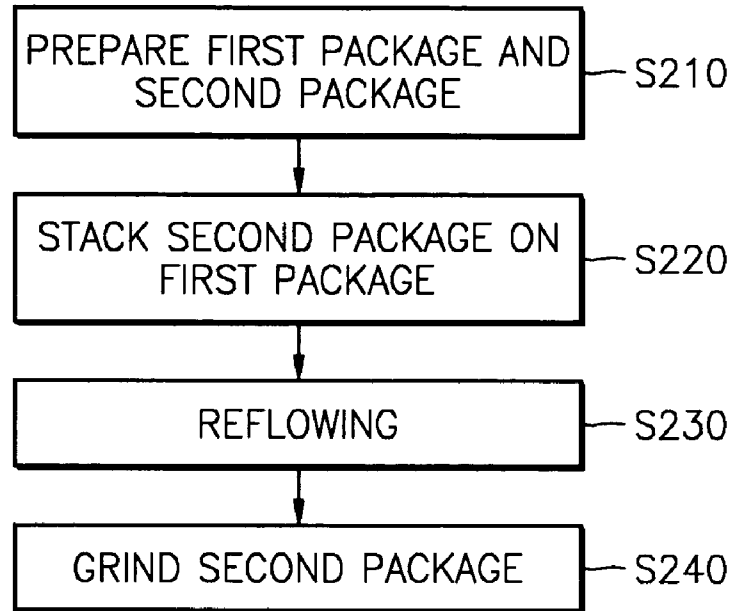 PREPARE FIRST PACKAGE AND
SECOND PACKAGE
S210
STACK SECOND PACKAGE ON
FIRST PACKAGE
S220
REFLOWING
S230
GRIND SECOND PACKAGE
S240